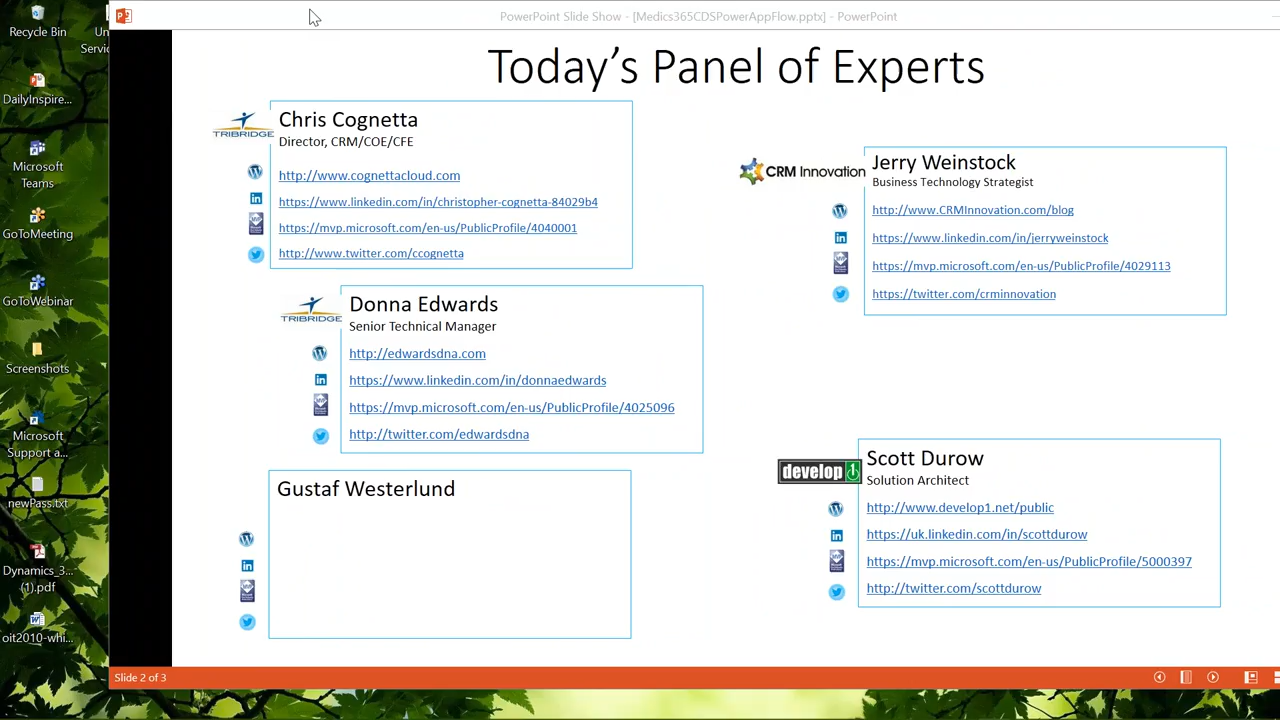 Recycle Bin
Un
Servic
DailyInspire...
Microsoft
Teams
GoToMeeting
GoToWebinar
Screenshots
Microsoft
Support a...
newPass.txt
Dynamics_3...
(1).pdf
oit2010-whi...
PowerPoint Slide Show - [Medics365CDSPowerAppFlow.pptx] - PowerPoint
Today's Panel of Experts
TRIBRIDGE
Chris Cognetta
Director, CRM/COE/CFE
http://www.cognettacloud.com
https://www.linkedin.com/in/christopher-cognetta-84029b4
https://mvp.microsoft.com/en-us/PublicProfile/4040001
http://www.twitter.com/ccognetta
CRM Innovation
Jerry Weinstock
Business Technology Strategist
http://www.CRMInnovation.com/blog
https://www.linkedin.com/in/jerryweinstock
https://mvp.microsoft.com/en-us/PublicProfile/4029113
https://twitter.com/crminnovation
TRIBRIDGE
Donna Edwards
Senior Technical Manager
http://edwardsdna.com
https://www.linkedin.com/in/donnaedwards
https://mvp.microsoft.com/en-us/PublicProfile/4025096
http://twitter.com/edwardsdna
Gustaf Westerlund
develop1
Scott Durow
Solution Architect
http://www.develop1.net/public
https://uk.linkedin.com/in/scottdurow
https://mvp.microsoft.com/en-us/PublicProfile/5000397
http://twitter.com/scottdurow
Slide 2 of 3